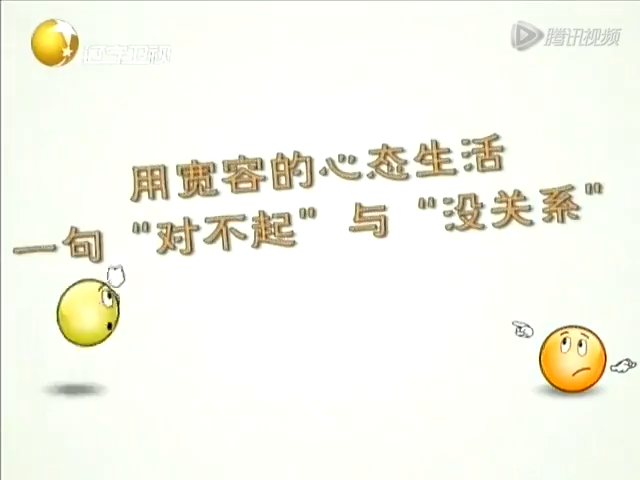 辽宁卫视
腾讯视频
用宽容的心态生活
一句“对不起”与“没关系”